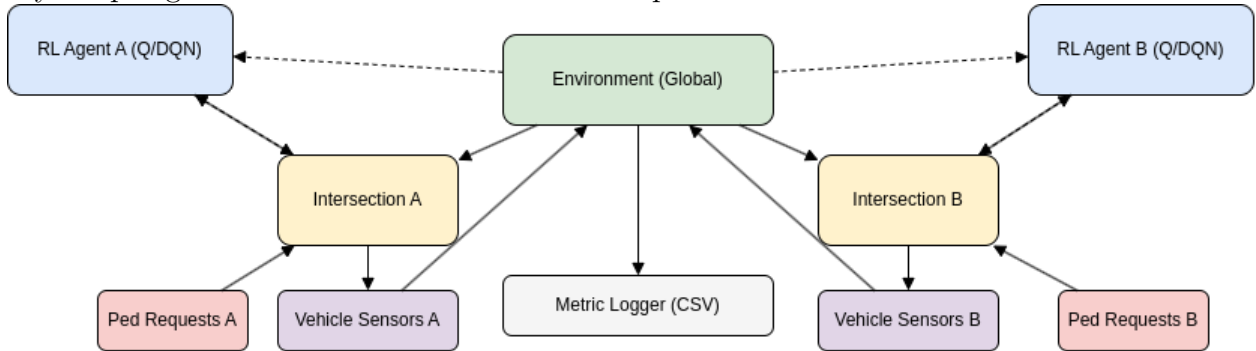 RL Agent A (Q/DQN)
Environment (Global)
RL Agent B (Q/DQN)
Intersection A
Intersection B
Ped Requests A
Vehicle Sensors A
Metric Logger (CSV)
Vehicle Sensors B
Ped Requests B